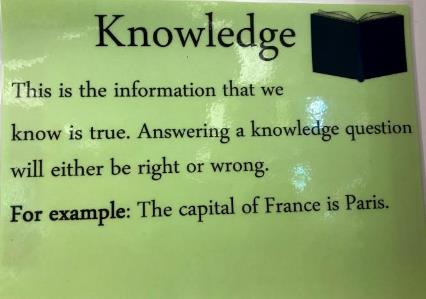 Knowledge
This is the information that we
know is true. Answering a knowledge question
will either be right or wrong.
For example: The capital of France is Paris.